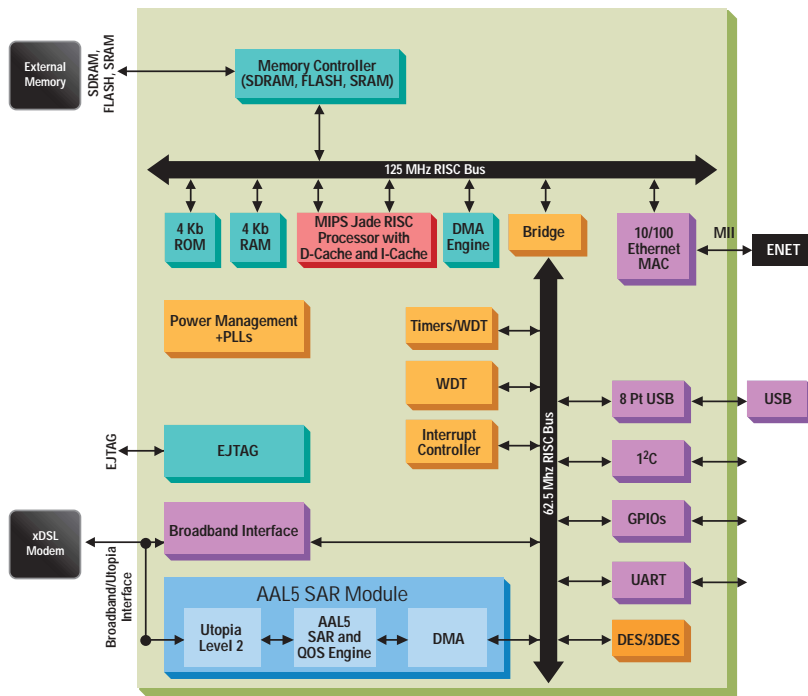 External
Memory
SDRAM,
FLASH, SRAM
Memory Controller
(SDRAM, FLASH, SRAM)
125 MHz RISC Bus
4 Kb
ROM
4 Kb
RAM
MIPS Jade RISC
Processor with
D-Cache and I-Cache
DMA
Engine
Bridge
10/100
Ethernet
MAC
MII
ENET
Power Management
+PLLs
Timers/WDT
WDT
Interrupt
Controller
62.5 Mhz RISC Bus
8 Pt USB
USB
1²C
GPIOs
UART
DES/3DES
EJTAG
EJTAG
xDSL
Modem
Broadband Interface
Broadband/Utopia
Interface
AAL5 SAR Module
Utopia
Level 2
AAL5
SAR and
QOS Engine
DMA